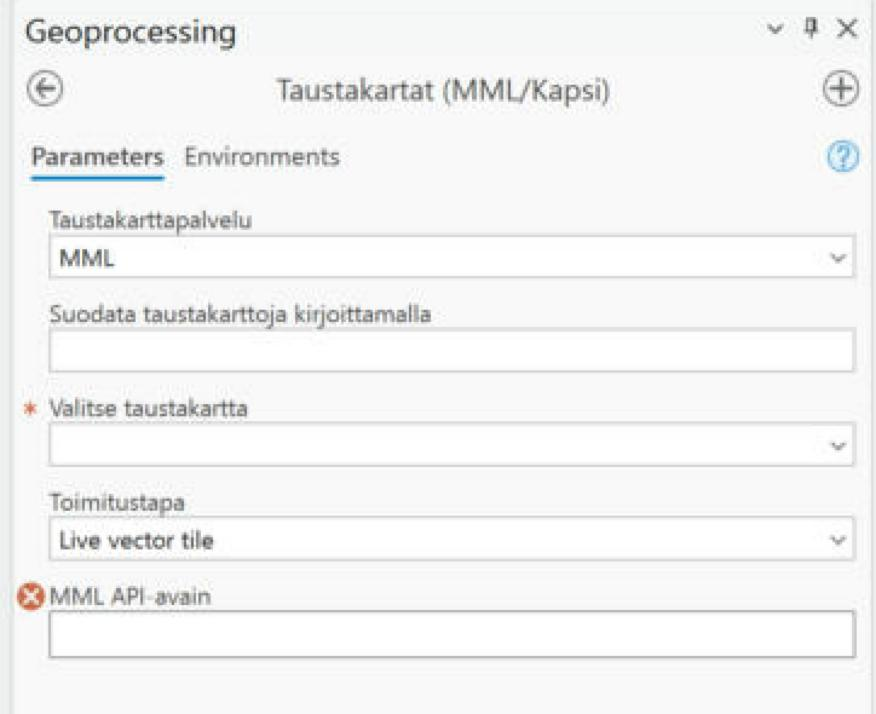 Geoprocessing
Taustakartat (MML/Kapsi)
Parameters Environments
Taustakarttapalvelu
MML
Suodata taustakarttoja kirjoittamalla
* Valitse taustakartta
Toimitustapa
Live vector tile
MML API-avain